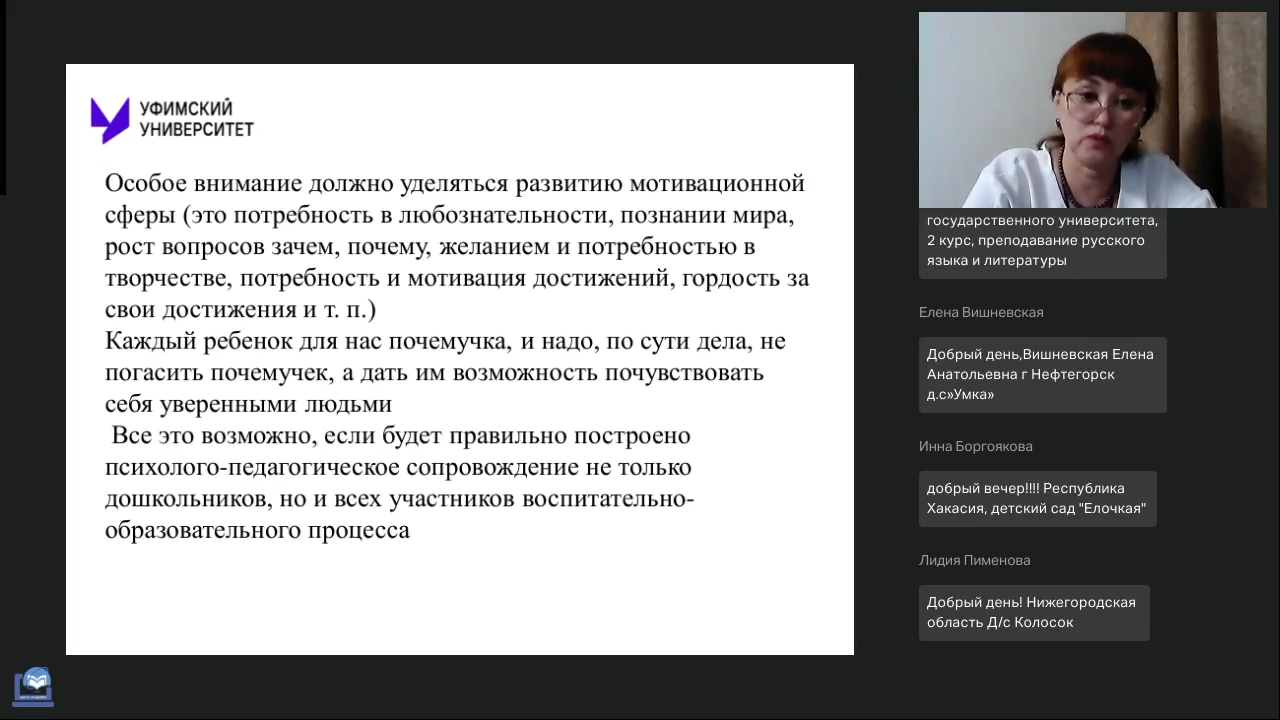 УФИМСКИЙ
УНИВЕРСИТЕТ
Особое внимание должно уделяться развитию мотивационной
сферы (это потребность в любознательности, познании мира,
рост вопросов зачем, почему, желанием и потребностью в
творчестве, потребность и мотивация достижений, гордость за
свои достижения и т. п.)
Каждый ребенок для нас почемучка, и надо, по сути дела, не
погасить почемучек, а дать им возможность почувствовать
себя уверенными людьми
Все это возможно, если будет правильно построено
психолого-педагогическое сопровождение не только
дошкольников, но и всех участников воспитательно-
образовательного процесса
государственного университета,
2 курс, преподавание русского
языка и литературы
Елена Вишневская
Добрый день,Вишневская Елена
Анатольевна г Нефтегорск
д.с»Умка»
Инна Боргоякова
добрый вечер!!!! Республика
Хакасия, детский сад "Елочкая"
Лидия Пименова
Добрый день! Нижегородская
область Д/с Колосок